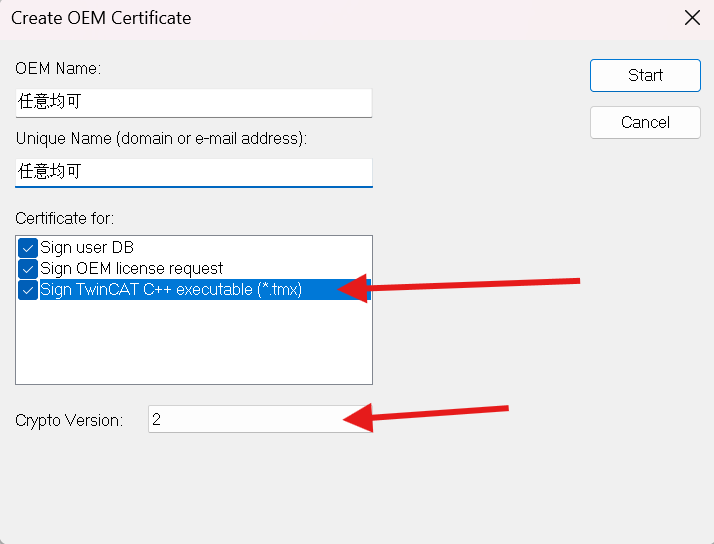 Create OEM Certificate
OEM Name:
Start
任意均可
Cancel
Unique Name (domain or e-mail address):
任意均可
Certificate for:
Sign user DB
Sign OEM license request
Sign TwinCAT C++ executable (*.tmx)
Crypto Version: 2